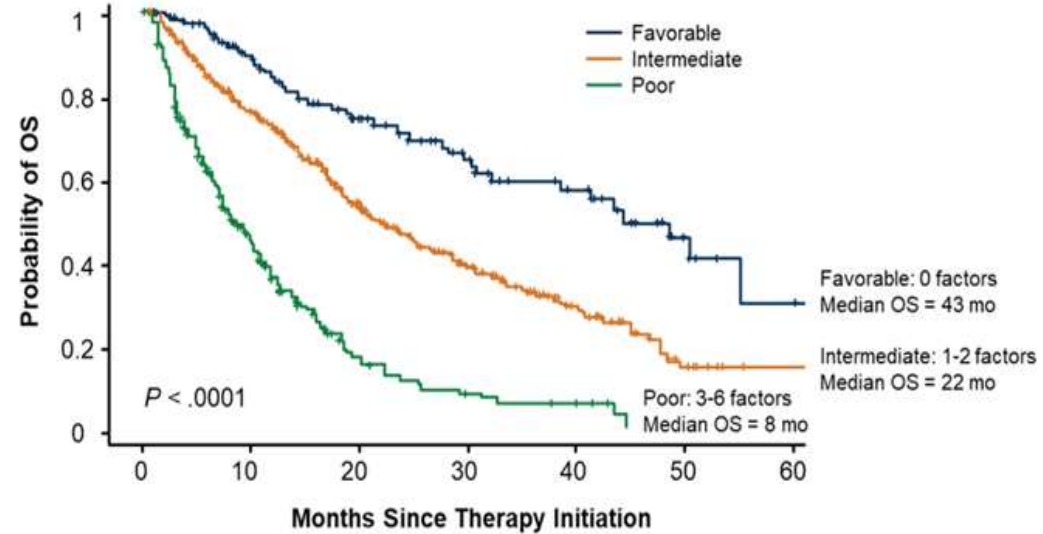 Probability of OS
1
0.8
0.6
0.4
0.2
0
Favorable
Intermediate
Poor
Favorable: 0 factors
Median OS = 43 mo
Intermediate: 1-2 factors
Median OS = 22 mo
Poor: 3-6 factors
Median OS = 8 mo
P < .0001
0 10 20 30 40 50 60
Months Since Therapy Initiation